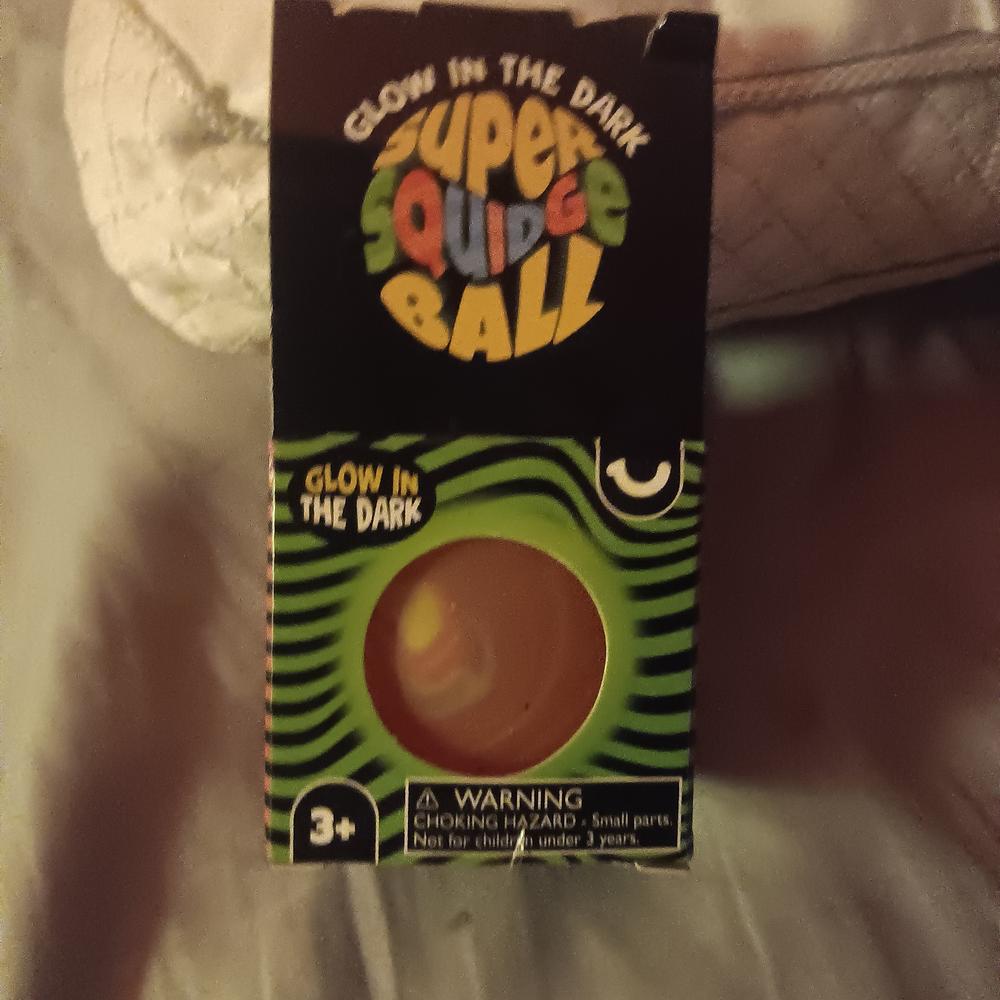 GLOW IN THE DARK
SUPER
SQUIDGE
BALL
GLOW IN
THE DARK
3+
⚠ WARNING
CHOKING HAZARD - Small parts.
Not for children under 3 years.